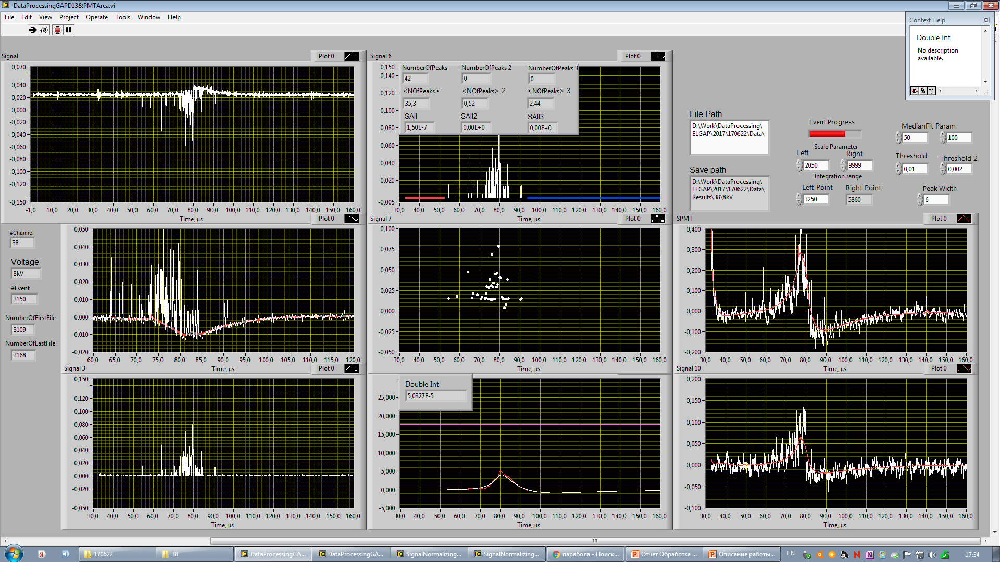 DataProcessingGAPD13&PMTArea.vi
File Edit View Project Operate Tools Window Help
Context Help
Double Int
No description
available.
Signal
Plot 0
0,070
0,040
0,020
0,000
-0,020
-0,040
-0,060
-0,080
-0,100
-0,120
-0,150
-1,0 10,0 20,0 30,0 40,0 50,0 60,0 70,0 80,0 90,0 100,0 110,0 120,0 130,0 140,0 160,0
Time, µs
Signal 6
Plot 0
0,150
0,140
0,120
0,100
0,080
0,060
0,040
0,020
-0,005
30,0 40,0 50,0 60,0 70,0 80,0 90,0 100,0 110,0 120,0 130,0 140,0 160,0
Time, µs
NumberOfPeaks NumberOfPeaks 2 NumberOfPeaks 3
42 0 0
<NOfPeaks> <NOfPeaks> 2 <NOfPeaks> 3
35,3 0,52 2,44
SAll SAll2 SAll3
1,50E-7 0,00E+0 0,00E+0
File Path
D:\Work\DataProcessing\
ELGAP\2017\170622\Data\
Save path
D:\Work\DataProcessing\
ELGAP\2017\170622\Data\
Results\38\8kV
Event Progress
Scale Parameter
Left Right
2050 9999
Integration range
Left Point Right Point
3250 5860
MedianFit Param
50 100
Threshold Threshold 2
0,01 0,002
Peak Width
6
#Channel
38
Voltage
8kV
#Event
3150
NumberOfFirstFile
3109
NumberOfLastFile
3168
Plot 0
0,050
0,040
0,030
0,020
0,010
0,000
-0,010
-0,020
60,0 65,0 70,0 75,0 80,0 85,0 90,0 95,0 100,0 105,0 110,0 115,0 120,0
Time, µs
Signal 7
Plot 0
0,100
0,075
0,050
0,025
0,000
-0,025
-0,050
30,0 40,0 50,0 60,0 70,0 80,0 90,0 100,0 110,0 120,0 130,0 140,0 160,0
Time, µs
SPMT
Plot 0
0,400
0,300
0,200
0,100
0,000
-0,100
-0,200
30,0 40,0 50,0 60,0 70,0 80,0 90,0 100,0 110,0 120,0 130,0 140,0 160,0
Time, µs
Signal 3
Plot 0
0,150
0,120
0,100
0,080
0,060
0,040
0,020
0,000
-0,020
-0,050
30,0 40,0 50,0 60,0 70,0 80,0 90,0 100,0 110,0 120,0 130,0 140,0 160,0
Time, µs
Double Int
5,0327E-5
25,000
20,000
15,000
10,000
5,000
0,000
-5,000
30,0 40,0 50,0 60,0 70,0 80,0 90,0 100,0 110,0 120,0 130,0 140,0 160,0
Time, µs
Signal 10
Plot 0
0,200
0,150
0,100
0,050
0,000
-0,050
-0,100
30,0 40,0 50,0 60,0 70,0 80,0 90,0 100,0 110,0 120,0 130,0 140,0 160,0
Time, µs
170622 38 DataProcessingGA... DataProcessingGA... SignalNormalizing... SignalNormalizing... парабола - Поиск... Отчет Обработка ... Описание работы... EN 17:34